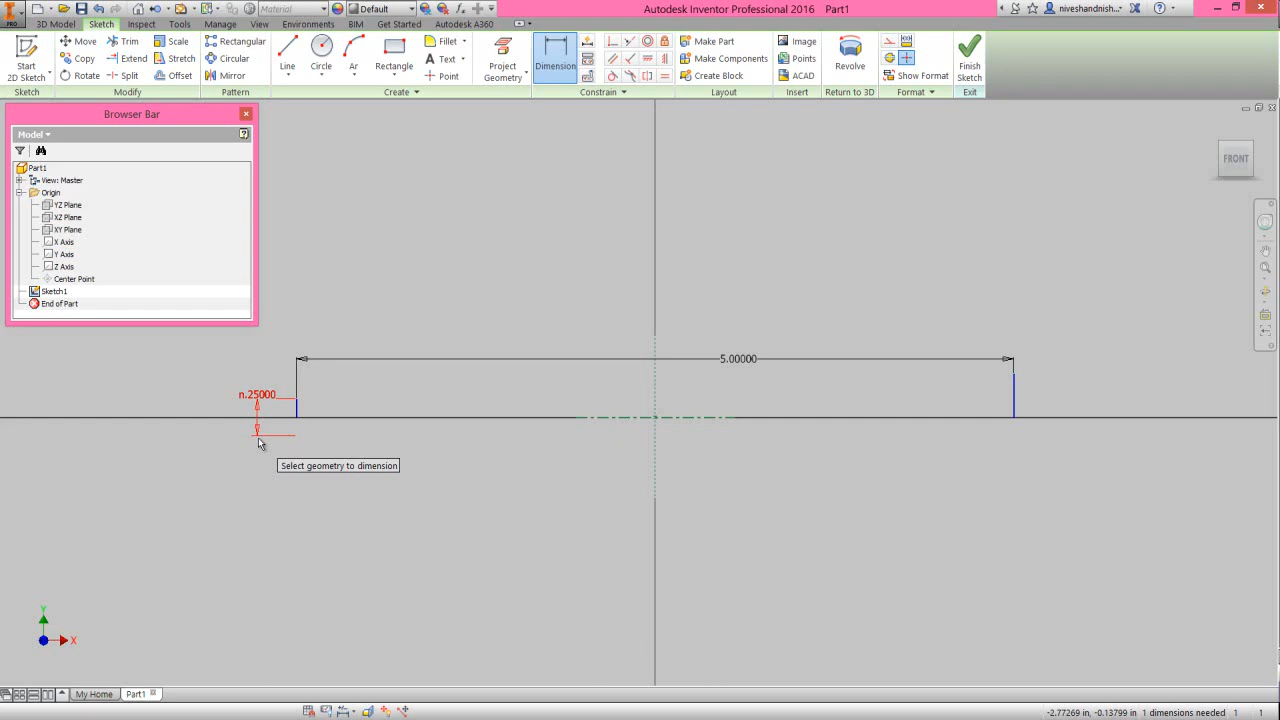 Material
Default
Autodesk Inventor Professional 2016 Part1
niveshandnish...
PRO
3D Model Sketch Inspect Tools Manage View Environments BIM Get Started Autodesk A360
Start
2D Sketch
Move Trim Scale
Copy Extend Stretch
Rotate Split Offset
Rectangular
Circular
Mirror
Line Circle Ar Rectangle
Fillet
Text
Point
Project
Geometry
Dimension
Make Part
Make Components
Create Block
Image
Points
ACAD
Revolve
Show Format
Finish
Sketch
Sketch Modify Pattern Create Constrain Layout Insert Return to 3D Format Exit
Browser Bar
Model
Part1
View: Master
Origin
YZ Plane
XZ Plane
XY Plane
X Axis
Y Axis
Z Axis
Center Point
Sketch1
End of Part
FRONT
5.00000
n.25000
Select geometry to dimension
Y
X
My Home Part1
-2.77269 in, -0.13799 in 1 dimensions needed 1 1